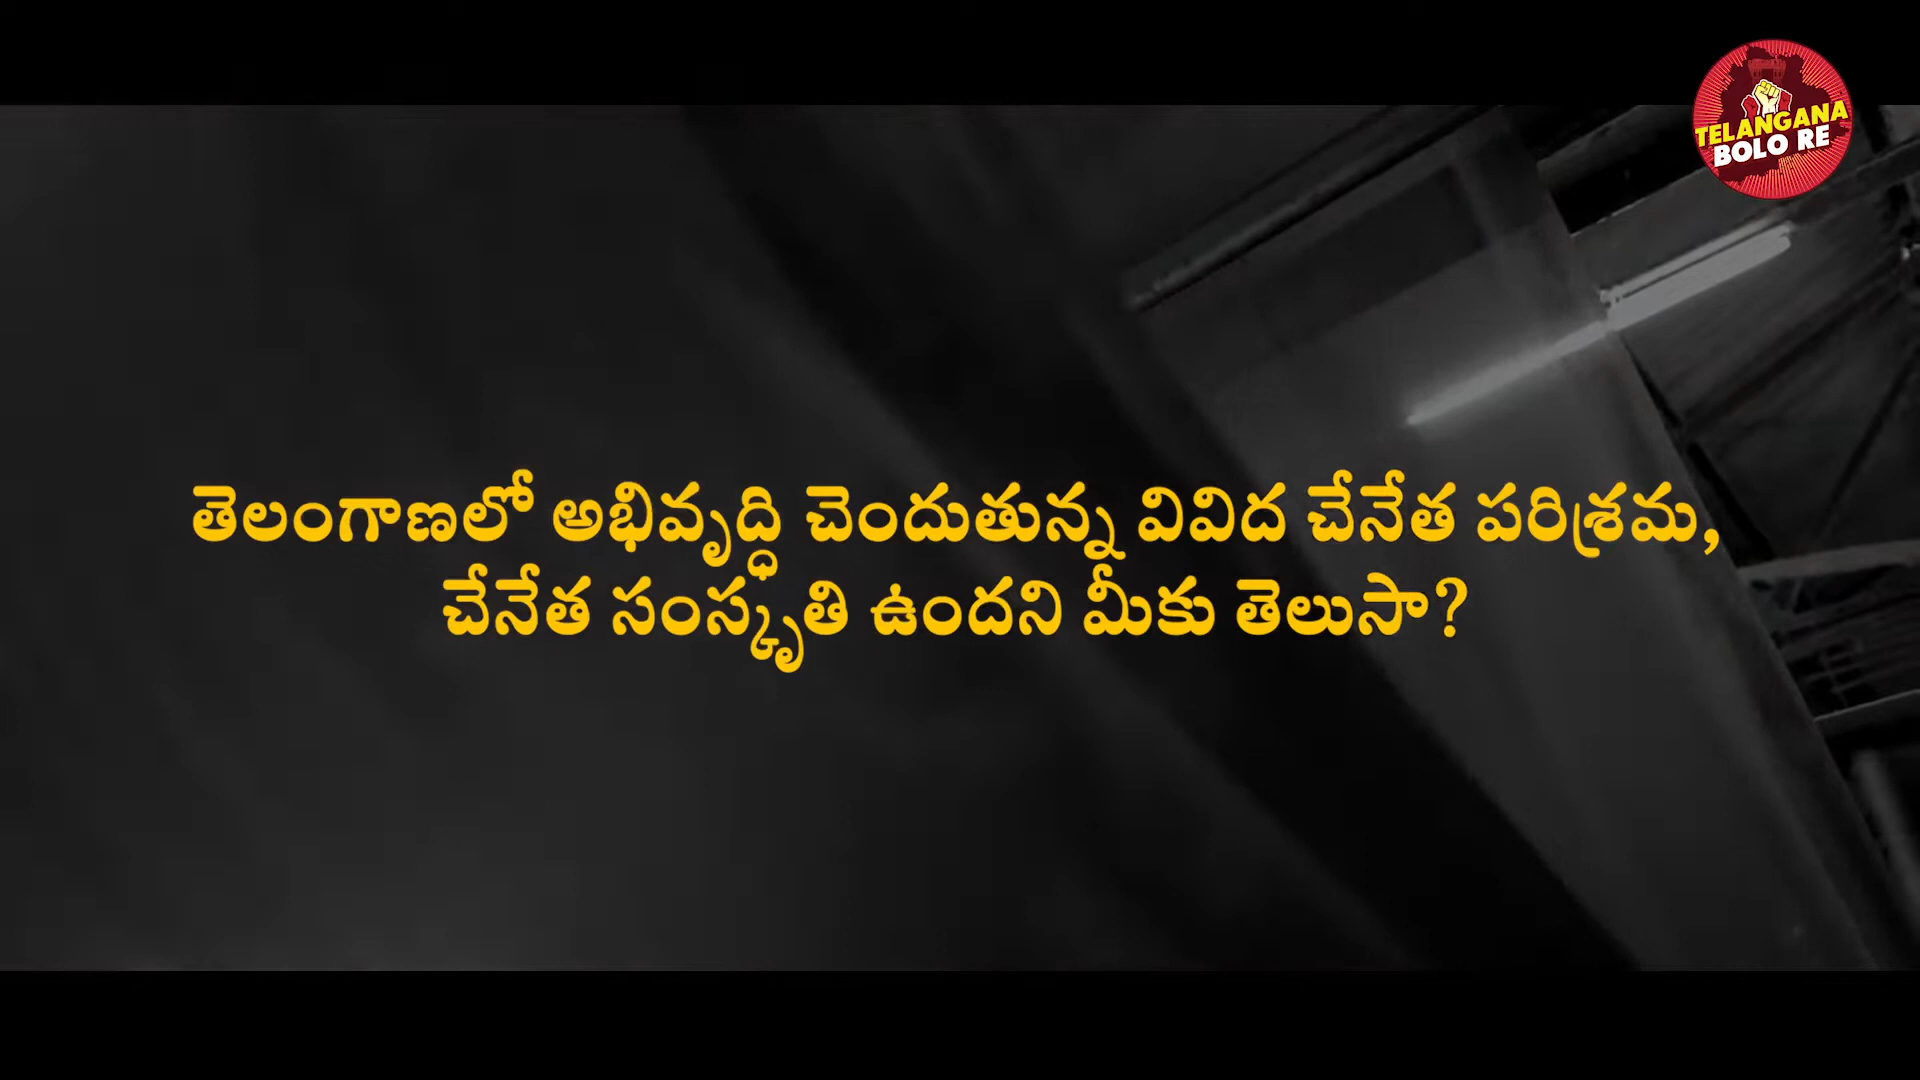 TELANGANA
BOLO RE
తెలంగాణలో అభివృద్ధి చెందుతున్న వివిద చేనేత పరిశ్రమ,
చేనేత సంస్కృతి ఉందని మీకు తెలుసా?